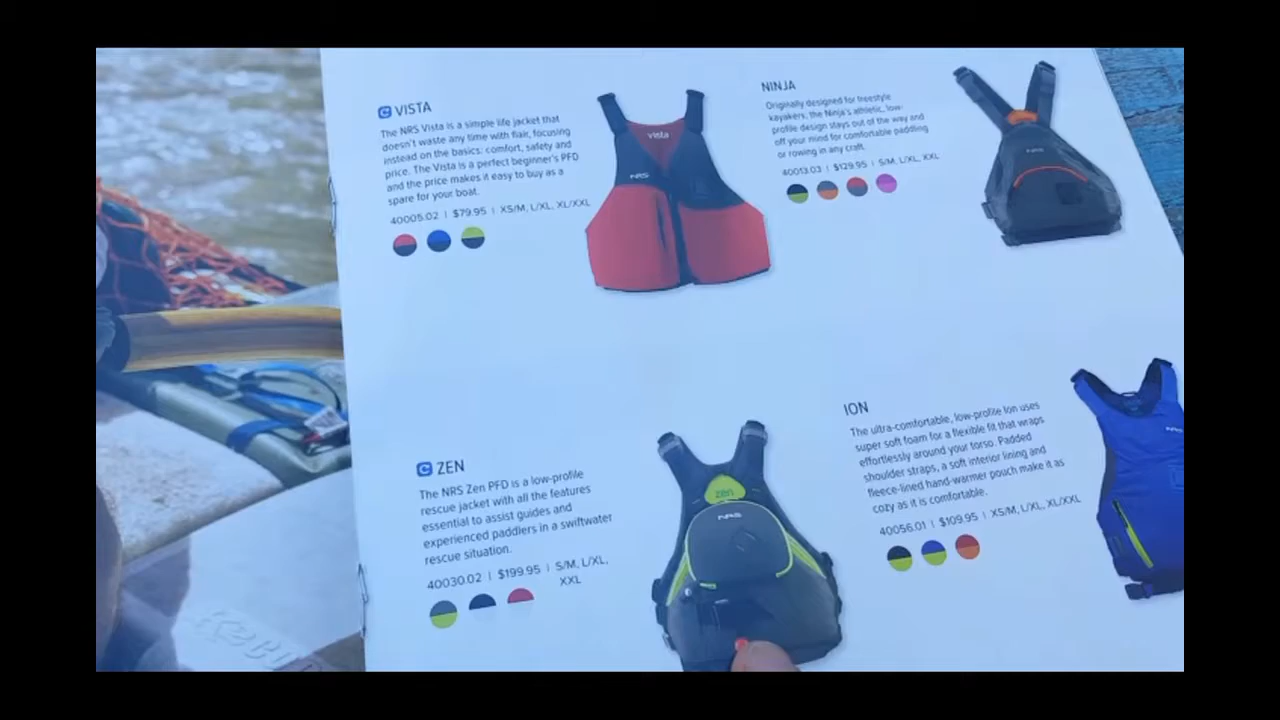 VISTA
The NRS Vista is a simple life jacket that
doesn't waste any time with flair, focusing
instead on the basics: comfort, safety and
price. The Vista is a perfect beginner's PFD
and the price makes it easy to buy as a
spare for your boat.
40005.02 | $79.95 | XS/M, L/XL, XL/XXL
vista
NRS
NINJA
Originally designed for freestyle
kayakers, the Ninja's athletic, low-
profile design stays out of the way and
off your mind for comfortable paddling
or rowing in any craft.
40013.03 | $129.95 | S/M, L/XL, XXL
NRS
C ZEN
The NRS Zen PFD is a low-profile
rescue jacket with all the features
essential to assist guides and
experienced paddlers in a swiftwater
rescue situation.
40030.02 | $199.95 | S/M, L/XL,
XXL
zen
NRS
ION
The ultra-comfortable, low-profile Ion uses
super soft foam for a flexible fit that wraps
effortlessly around your torso. Padded
shoulder straps, a soft interior lining and
fleece-lined hand-warmer pouch make it as
cozy as it is comfortable.
40056.01 | $109.95 | XS/M, L/XL, XL/XXL
NRS